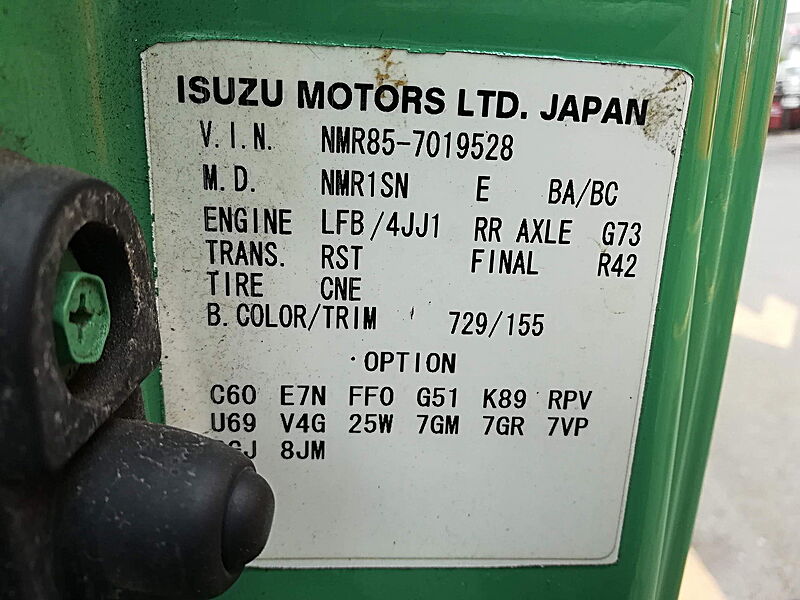 ISUZU MOTORS LTD. JAPAN
V.I.N. NMR85-7019528
M.D. NMR1SN E BA/BC
ENGINE LFB/4JJ1 RR AXLE G73
TRANS. RST FINAL R42
TIRE CNE
B.COLOR/TRIM 729/155
OPTION
C60 E7N FF0 G51 K89 RPV
U69 V4G 25W 7GM 7GR 7VP
8JM